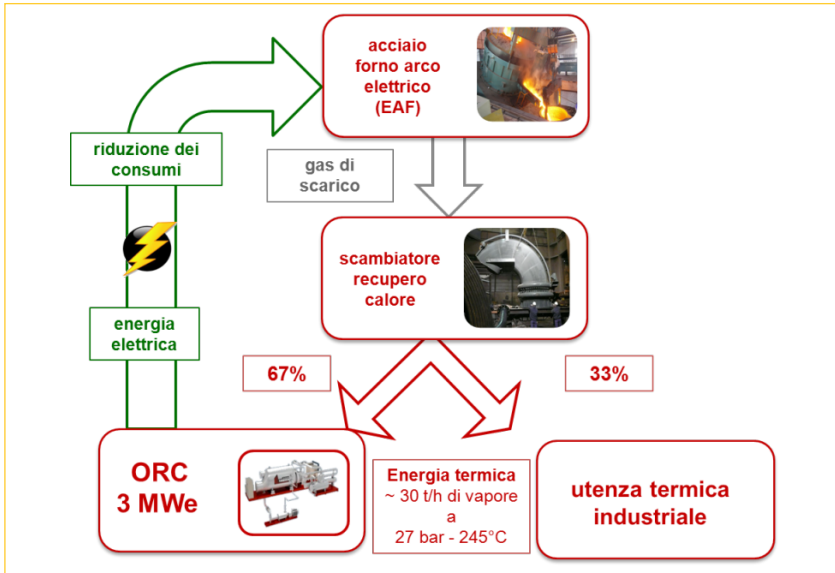 acciaio
forno arco
elettrico
(EAF)
riduzione dei
consumi
gas di
scarico
scambiatore
recupero
calore
energia
elettrica
67%
33%
ORC
3 MWe
Energia termica
~ 30 t/h di vapore
a
27 bar - 245°C
utenza termica
industriale